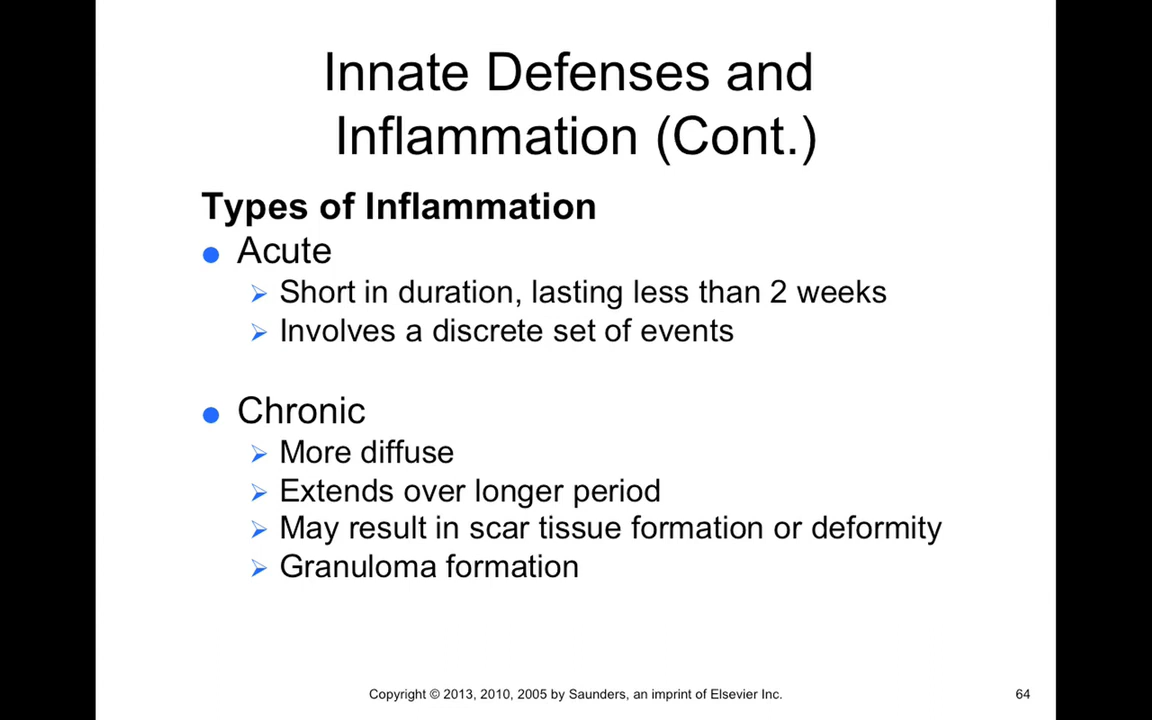 Innate Defenses and
Inflammation (Cont.)
Types of Inflammation
● Acute
➢ Short in duration, lasting less than 2 weeks
➢ Involves a discrete set of events
● Chronic
➢ More diffuse
➢ Extends over longer period
➢ May result in scar tissue formation or deformity
➢ Granuloma formation
Copyright © 2013, 2010, 2005 by Saunders, an imprint of Elsevier Inc.
64